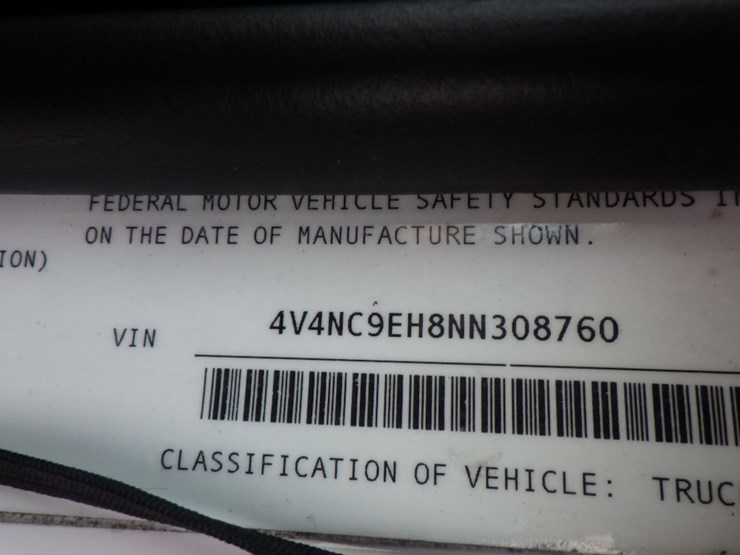 FEDERAL MOTOR VEHICLE SAFETY STANDARDS I
ON THE DATE OF MANUFACTURE SHOWN.
ION)
VIN 4V4NC9EH8NN308760
CLASSIFICATION OF VEHICLE: TRUC